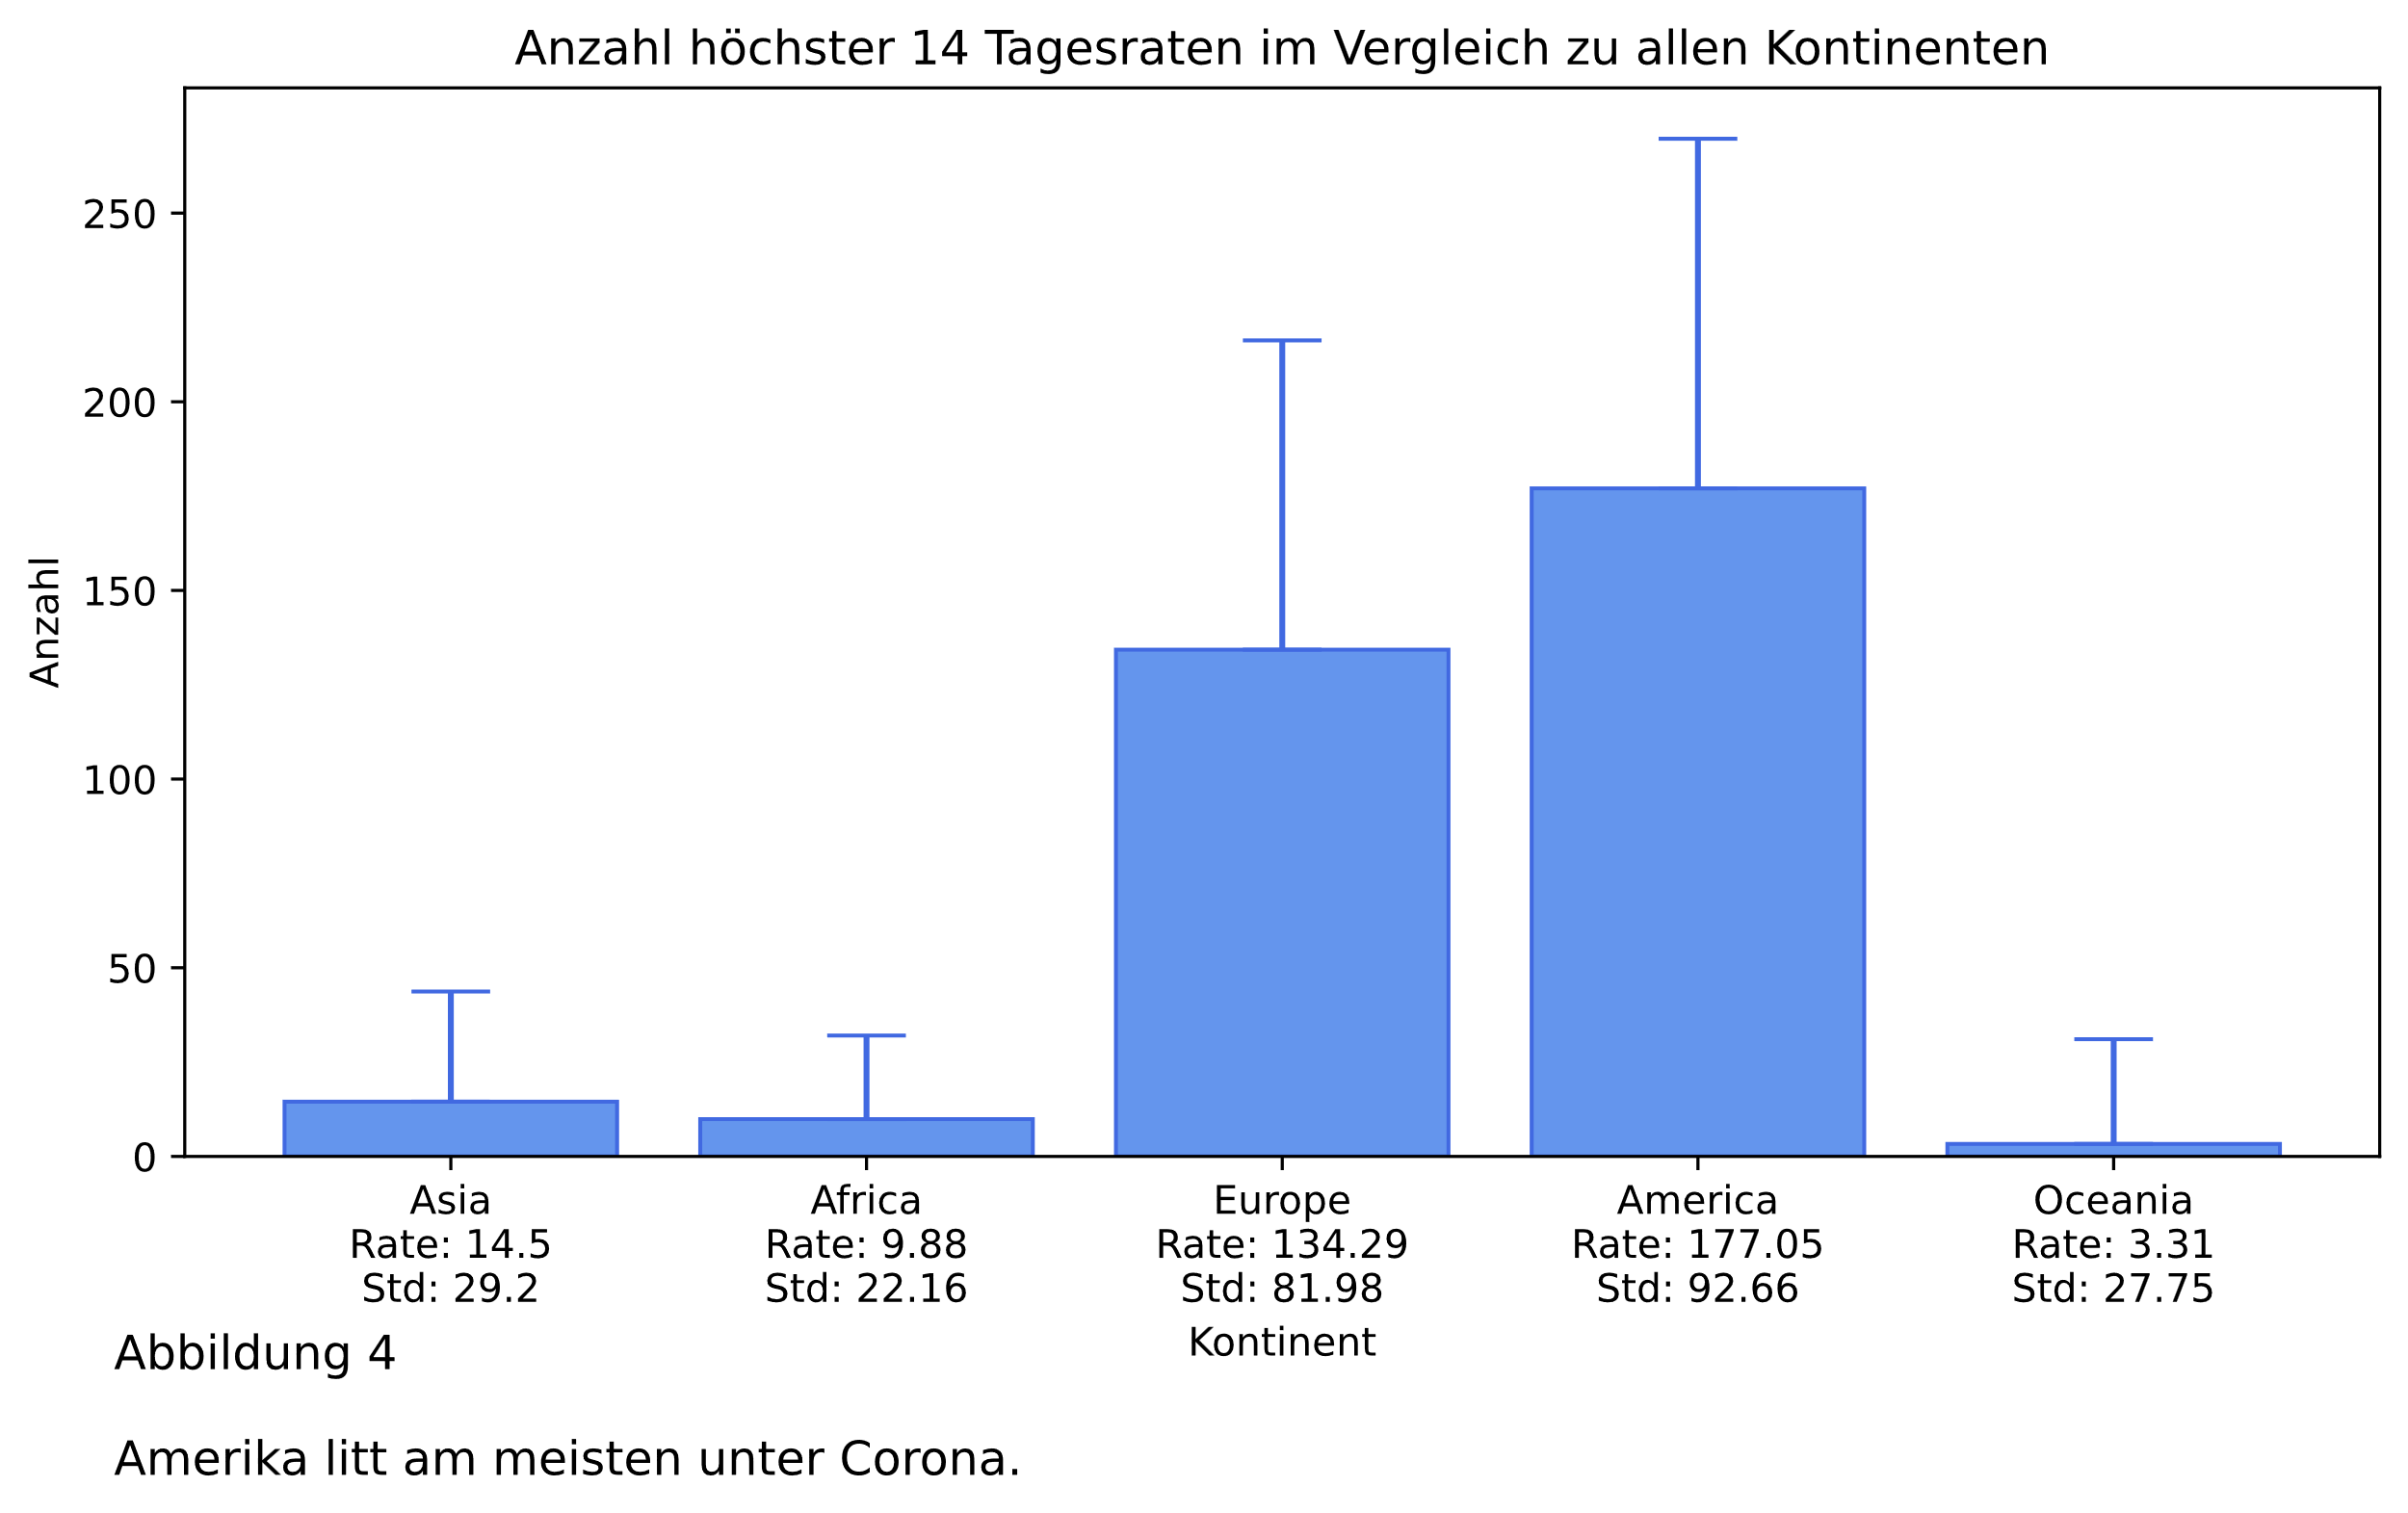 Anzahl höchster 14 Tagesraten im Vergleich zu allen Kontinenten
Anzahl
250
200
150
100
50
0
Asia
Rate: 14.5
Std: 29.2
Africa
Rate: 9.88
Std: 22.16
Europe
Rate: 134.29
Std: 81.98
America
Rate: 177.05
Std: 92.66
Oceania
Rate: 3.31
Std: 27.75
Kontinent
Abbildung 4
Amerika litt am meisten unter Corona.